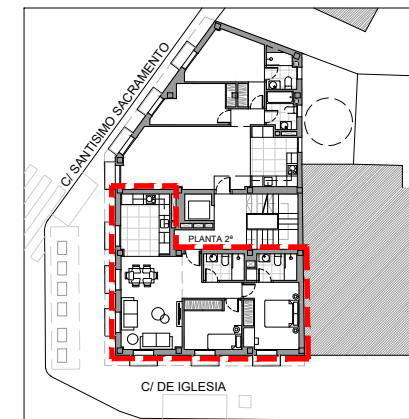 C/ SANTISIMO SACRAMENTO
PLANTA 2ª
C/ DE IGLESIA